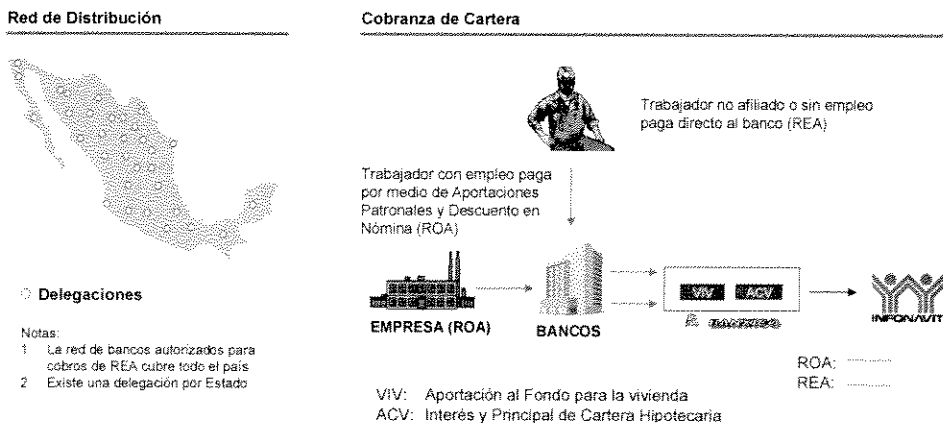 Red de Distribución
Delegaciones
Notas:
1 La red de bancos autorizados para
cobros de REA cubre todo el país
2 Existe una delegación por Estado
Cobranza de Cartera
Trabajador no afiliado o sin empleo
paga directo al banco (REA)
Trabajador con empleo paga
por medio de Aportaciones
Patronales y Descuento en
Nómina (ROA)
EMPRESA (ROA)
BANCOS
VIV ACV
INFONAVIT
ROA:
REA:
VIV: Aportación al Fondo para la vivienda
ACV: Interés y Principal de Cartera Hipotecaria